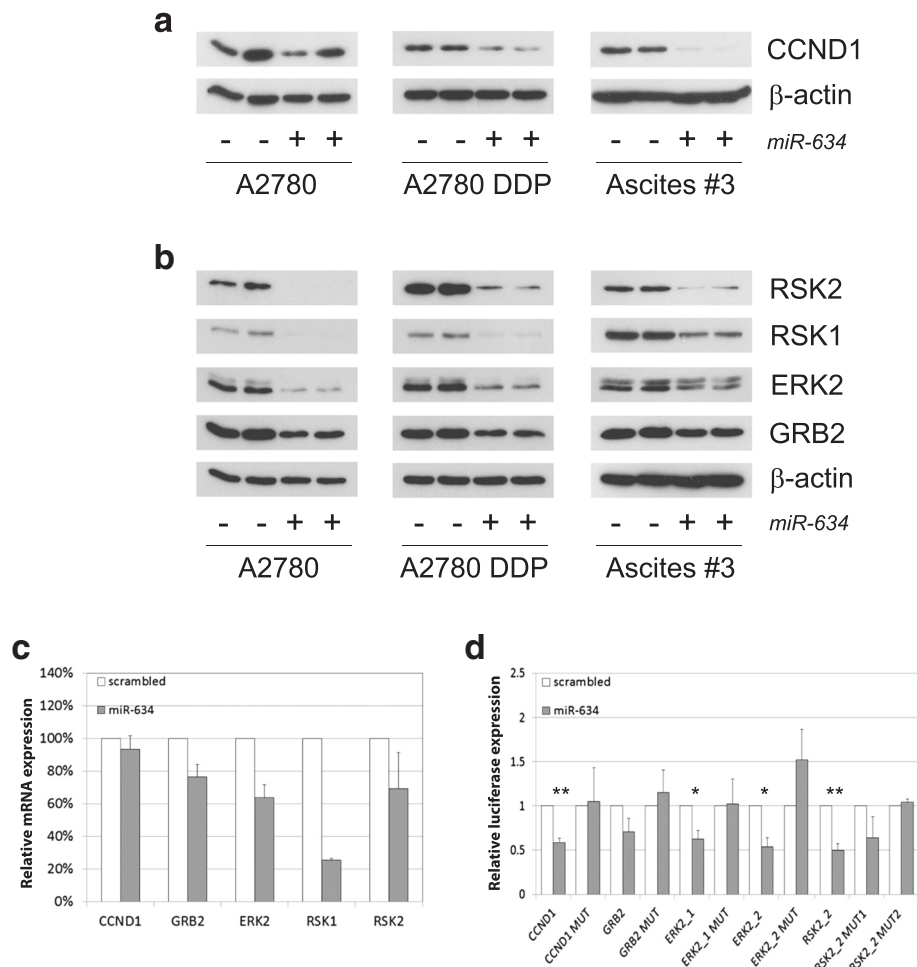 a
CCND1
β-actin
- - + + - - + + - - + + miR-634
A2780 A2780 DDP Ascites #3
b
RSK2
RSK1
ERK2
GRB2
β-actin
- - + + - - + + - - + + miR-634
A2780 A2780 DDP Ascites #3
c
Relative mRNA expression
140%
120%
100%
80%
60%
40%
20%
0%
scrambled
miR-634
CCND1 GRB2 ERK2 RSK1 RSK2
d
Relative luciferase expression
2.5
2
1.5
1
0.5
0
scrambled
miR-634
** * * **
CCND1
CCND1 MUT
GRB2
GRB2 MUT
ERK2_1
ERK2_1 MUT
ERK2_2
ERK2_2 MUT
RSK2_2
RSK2_2 MUT1
RSK2_2 MUT2